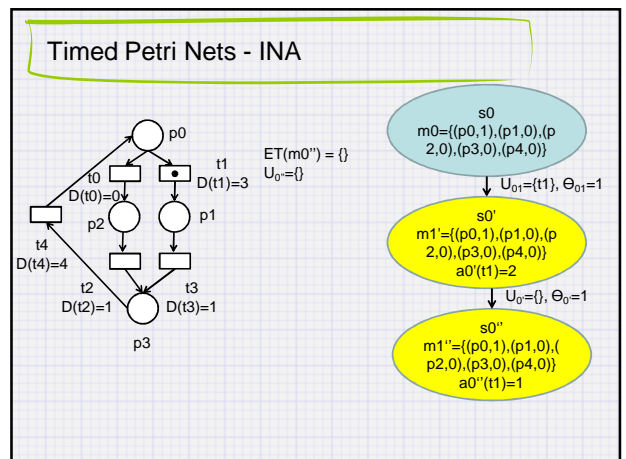 Timed Petri Nets - INA
p0
t1
D(t1)=3
t0
D(t0)=0
p2
p1
t4
D(t4)=4
t2
D(t2)=1
t3
D(t3)=1
p3
ET(m0'') = {}
U₀''={}
s0
m0={(p0,1),(p1,0),(p
2,0),(p3,0),(p4,0)}
U₀₁={t1}, ϴ₀₁=1
s0'
m1'={(p0,1),(p1,0),(p
2,0),(p3,0),(p4,0)}
a0'(t1)=2
U₀'={}, ϴ₀'=1
s0‘’
m1‘’={(p0,1),(p1,0),(
p2,0),(p3,0),(p4,0)}
a0‘’(t1)=1